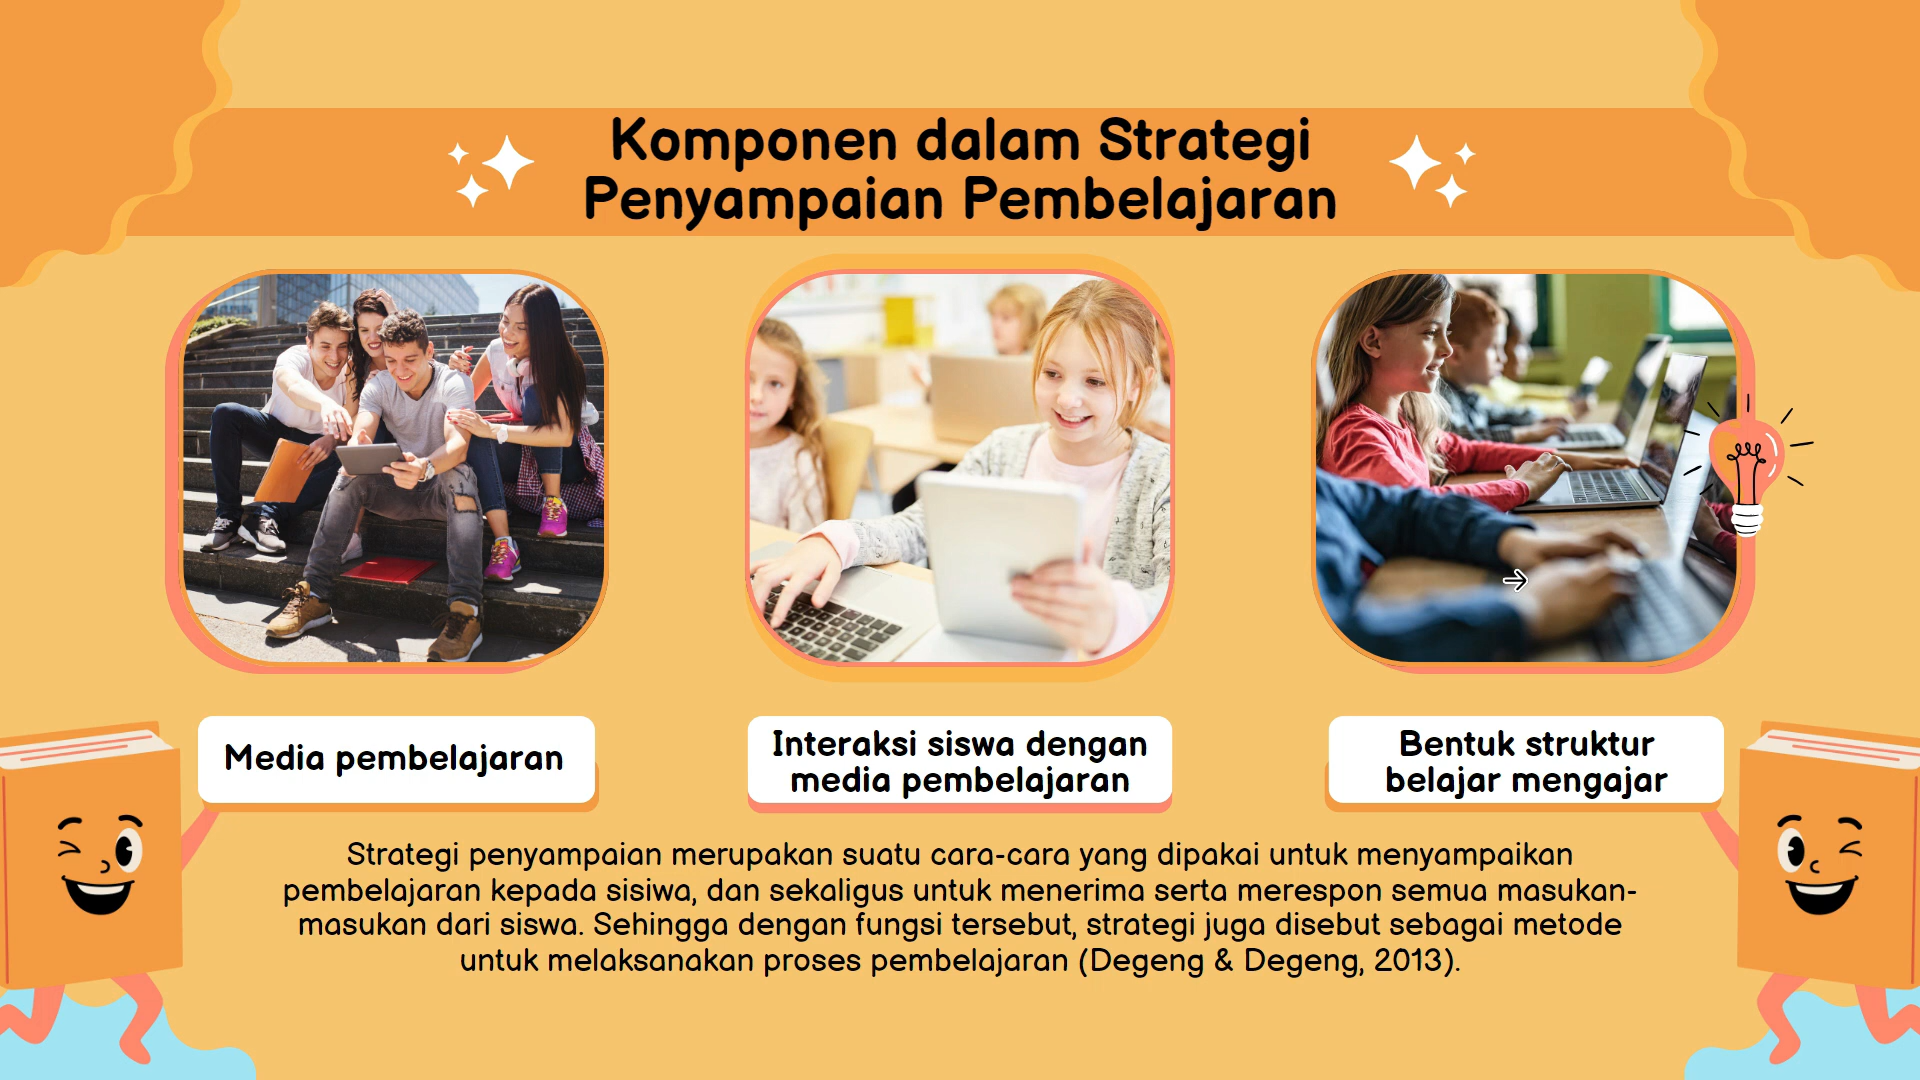 Komponen dalam Strategi
Penyampaian Pembelajaran
Media pembelajaran
Interaksi siswa dengan
media pembelajaran
Bentuk struktur
belajar mengajar
Strategi penyampaian merupakan suatu cara-cara yang dipakai untuk menyampaikan
pembelajaran kepada sisiwa, dan sekaligus untuk menerima serta merespon semua masukan-
masukan dari siswa. Sehingga dengan fungsi tersebut, strategi juga disebut sebagai metode
untuk melaksanakan proses pembelajaran (Degeng & Degeng, 2013).